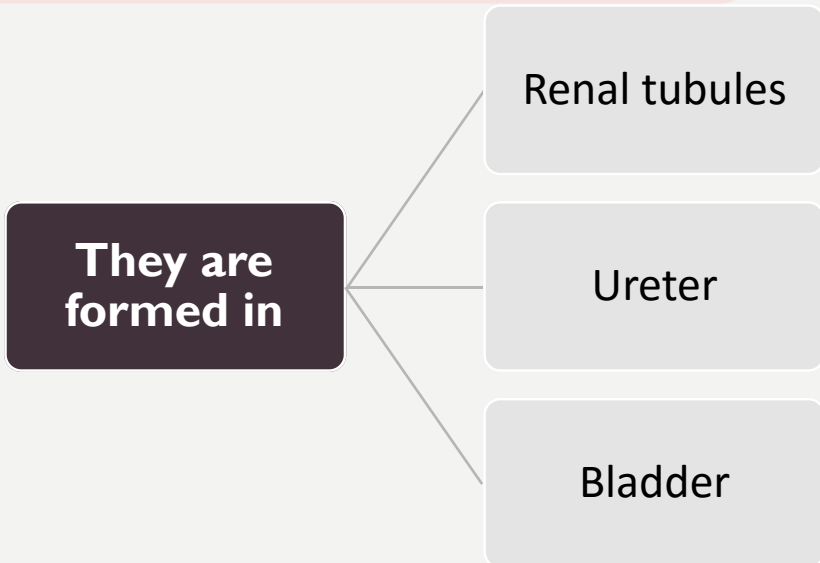 They are
formed in
Renal tubules
Ureter
Bladder